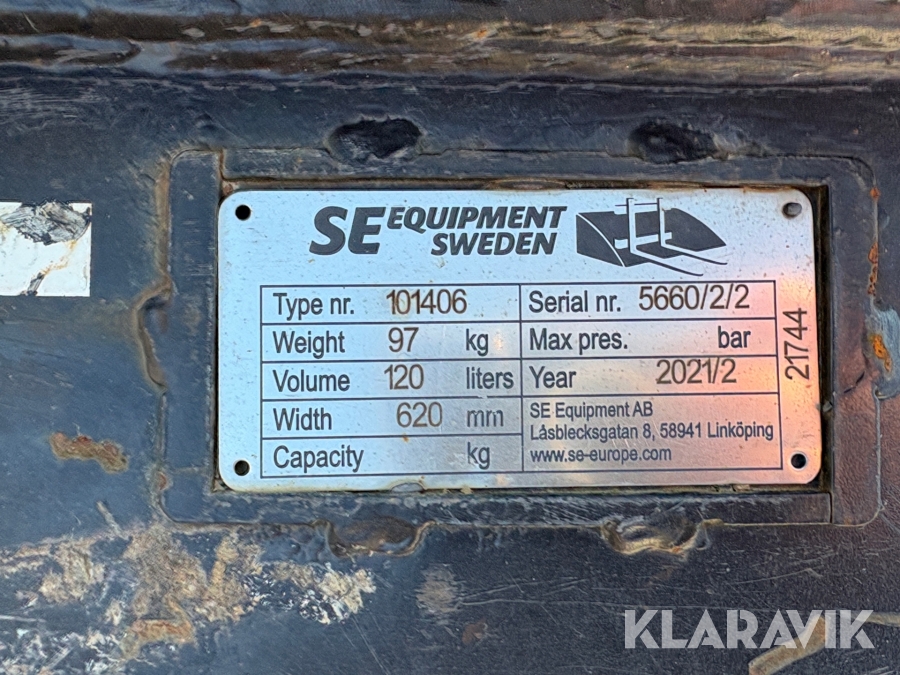 SE EQUIPMENT
SWEDEN
Type nr. 101406 Serial nr. 5660/2/2
Weight 97 kg Max pres. bar
Volume 120 liters Year 2021/2
Width 620 mm SE Equipment AB
Låsblecksgatan 8, 58941 Linköping
Capacity kg www.se-europe.com
21744
KLARAVIK